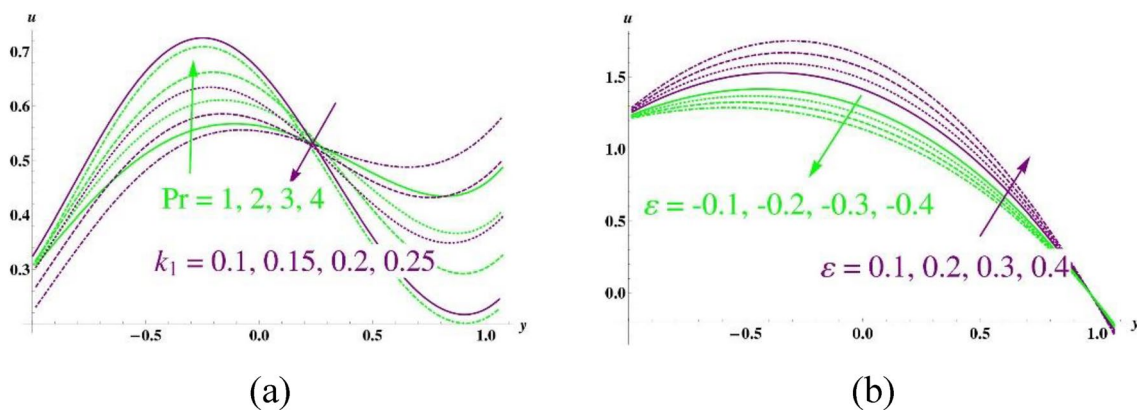 u
0.7
0.6
0.5
0.4
0.3
Pr = 1, 2, 3, 4
k₁ = 0.1, 0.15, 0.2, 0.25
−0.5 0.0 0.5 1.0 y
(a)
u
1.5
1.0
0.5
0.0
ε = -0.1, -0.2, -0.3, -0.4
ε = 0.1, 0.2, 0.3, 0.4
−0.5 0.0 0.5 1.0 y
(b)